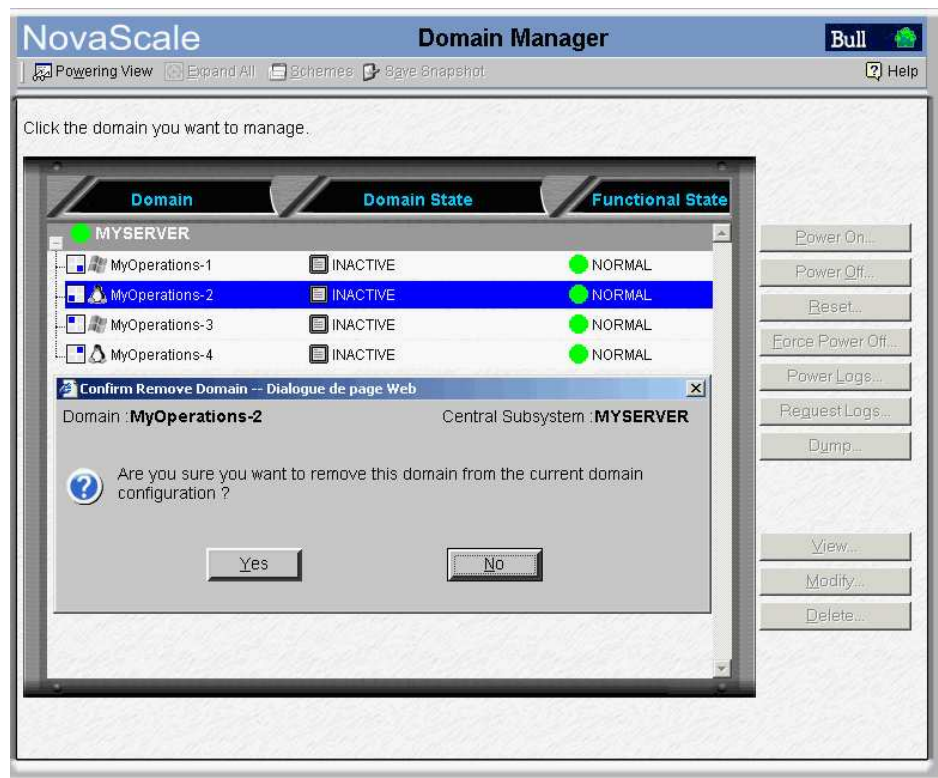 NovaScale Domain Manager Bull
Powering View Expand All Schemes Save Snapshot Help
Click the domain you want to manage.
Domain Domain State Functional State
MYSERVER
MyOperations-1 INACTIVE NORMAL
MyOperations-2 INACTIVE NORMAL
MyOperations-3 INACTIVE NORMAL
MyOperations-4 INACTIVE NORMAL
Confirm Remove Domain -- Dialogue de page Web
Domain :MyOperations-2 Central Subsystem :MYSERVER
Are you sure you want to remove this domain from the current domain
configuration ?
Yes No
Power On...
Power Off...
Reset...
Force Power Off...
Power Logs...
Request Logs...
Dump...
View...
Modify...
Delete...